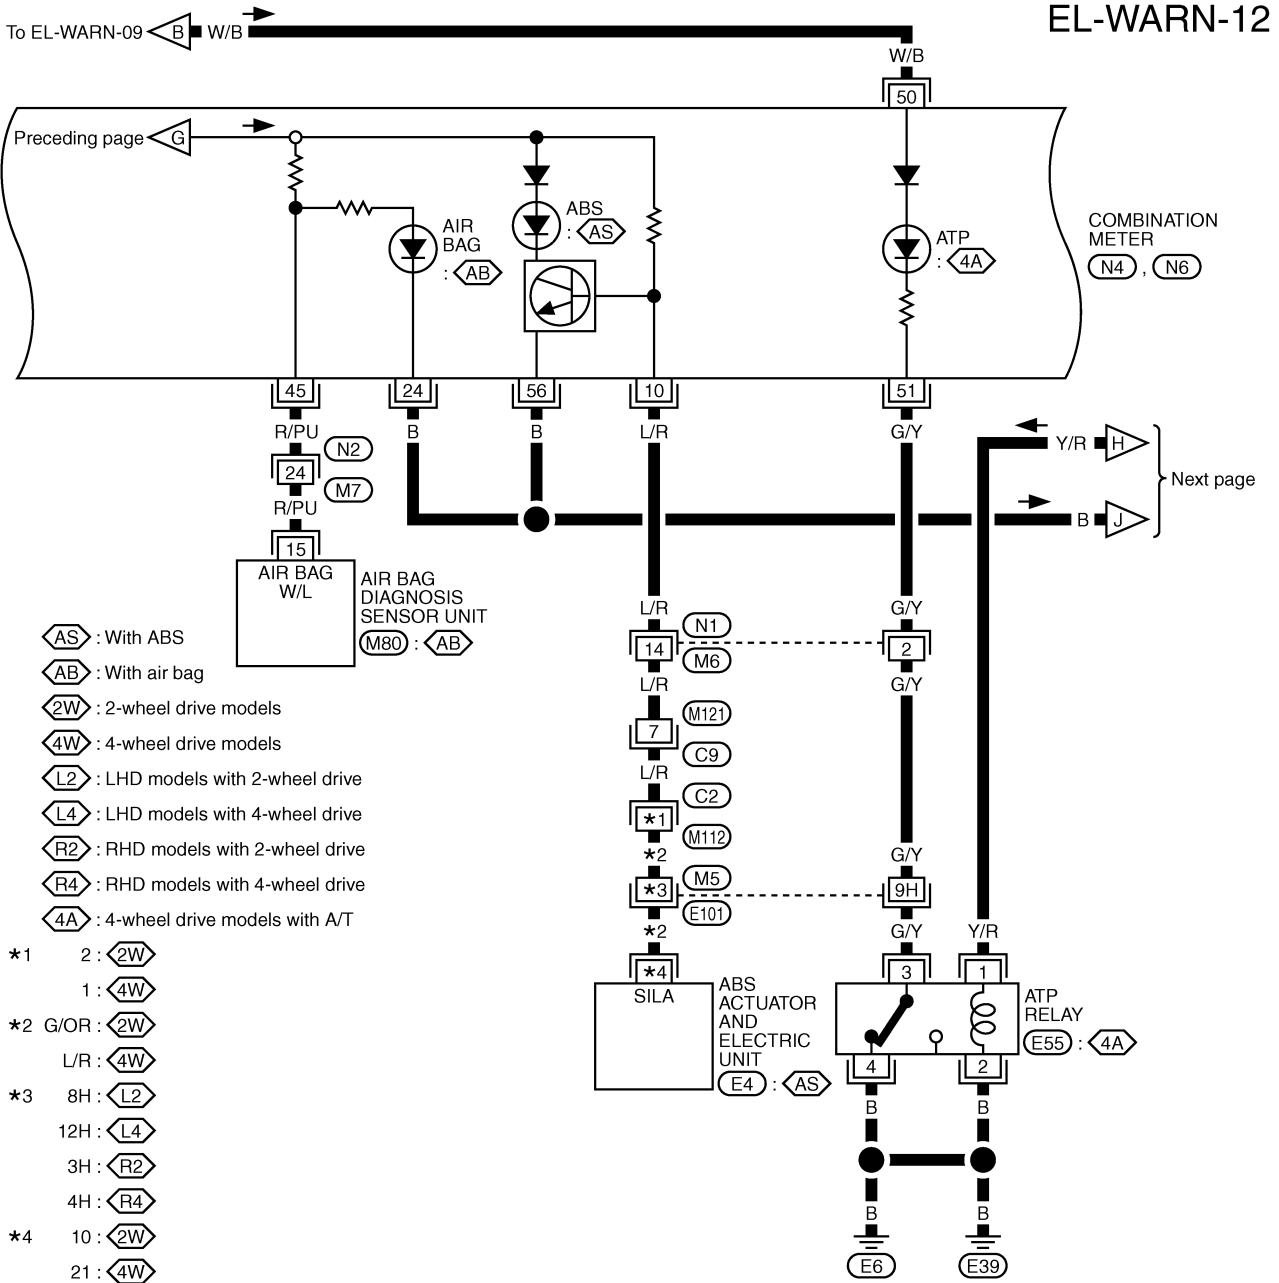 EL-WARN-12
To EL-WARN-09 B W/B
W/B
50
Preceding page G
AIR
BAG
: AB
ABS
: AS
ATP
: 4A
COMBINATION
METER
N4 , N6
45 24 56 10 51
R/PU B B L/R G/Y
N2
24
M7
R/PU
15
AIR BAG
W/L
AIR BAG
DIAGNOSIS
SENSOR UNIT
M80 : AB
Y/R H
B J
Next page
L/R G/Y
N1
14 2
M6
L/R G/Y
M121
7
C9
L/R
C2
*1
M112
*2 G/Y
M5
*3 9H
E101
*2 G/Y Y/R
*4 3 1
SILA
ABS
ACTUATOR
AND
ELECTRIC
UNIT
E4 : AS
ATP
RELAY
E55 : 4A
4 2
B B
B B
E6 E39
AS : With ABS
AB : With air bag
2W : 2-wheel drive models
4W : 4-wheel drive models
L2 : LHD models with 2-wheel drive
L4 : LHD models with 4-wheel drive
R2 : RHD models with 2-wheel drive
R4 : RHD models with 4-wheel drive
4A : 4-wheel drive models with A/T
*1 2 : 2W
1 : 4W
*2 G/OR : 2W
L/R : 4W
*3 8H : L2
12H : L4
3H : R2
4H : R4
*4 10 : 2W
21 : 4W